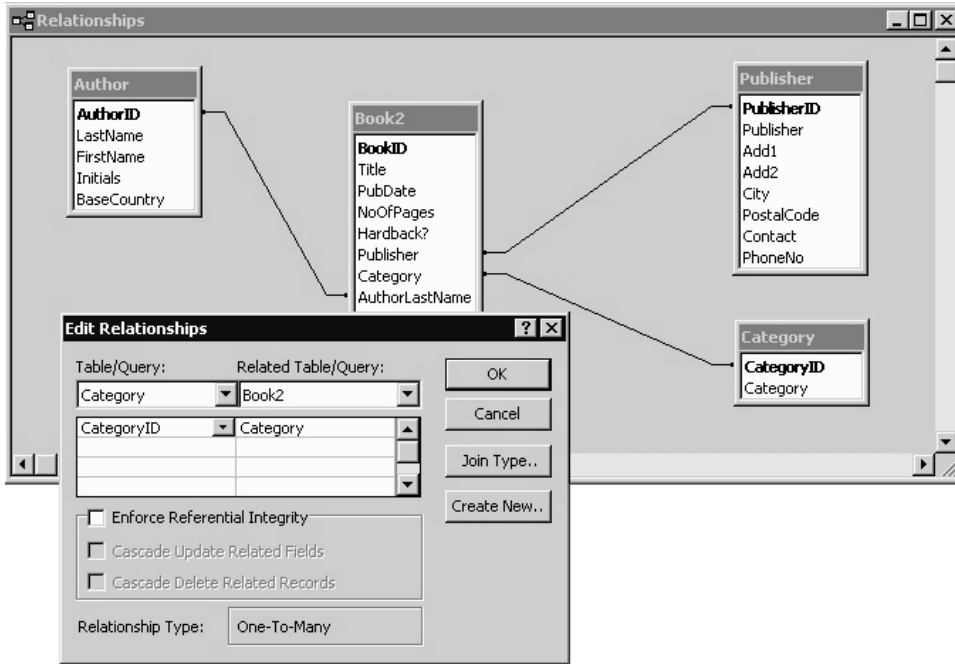 Relationships
Author
AuthorID
LastName
FirstName
Initials
BaseCountry
Book2
BookID
Title
PubDate
NoOfPages
Hardback?
Publisher
Category
AuthorLastName
Publisher
PublisherID
Publisher
Add1
Add2
City
PostalCode
Contact
PhoneNo
Category
CategoryID
Category
Edit Relationships
Table/Query: Related Table/Query:
Category Book2
CategoryID Category
OK
Cancel
Join Type..
Create New..
Enforce Referential Integrity
Cascade Update Related Fields
Cascade Delete Related Records
Relationship Type: One-To-Many